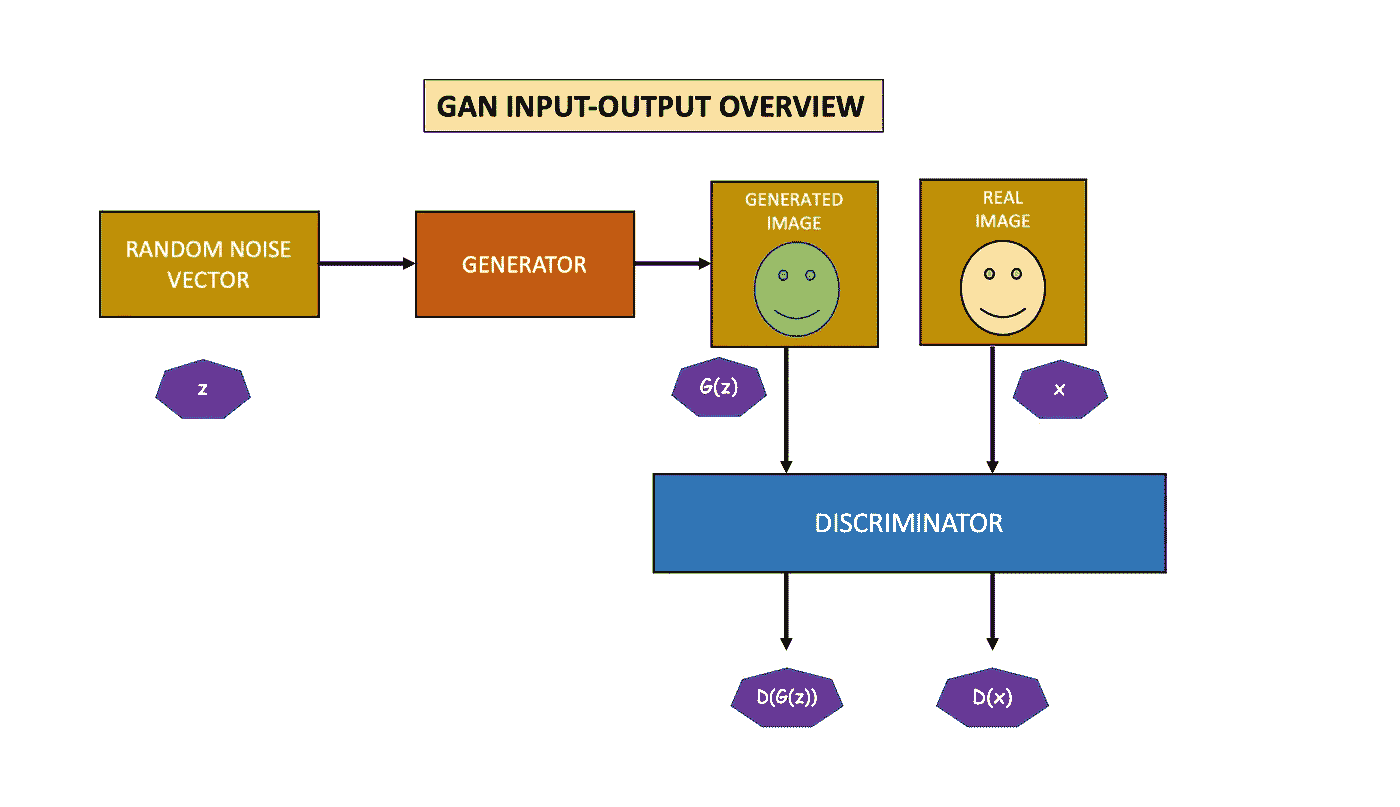 GAN INPUT-OUTPUT OVERVIEW
RANDOM NOISE
VECTOR
GENERATOR
GENERATED
IMAGE
REAL
IMAGE
z
G(z)
x
DISCRIMINATOR
D(G(z))
D(x)